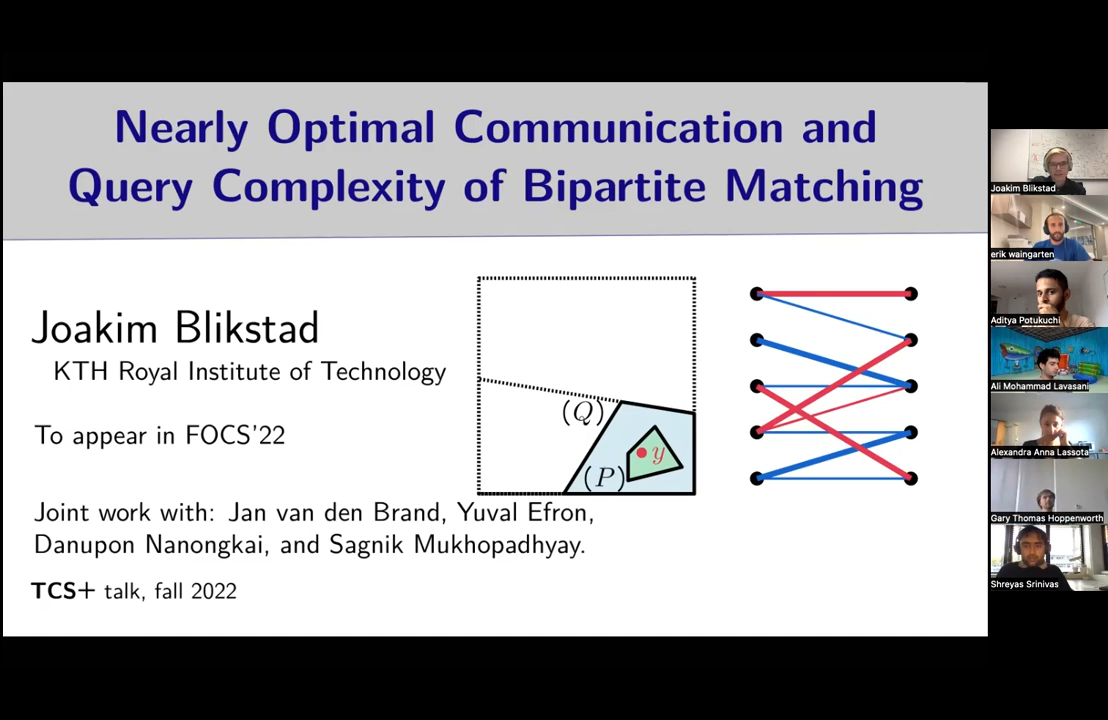 Nearly Optimal Communication and
Query Complexity of Bipartite Matching
Joakim Blikstad
KTH Royal Institute of Technology
To appear in FOCS'22
Joint work with: Jan van den Brand, Yuval Efron,
Danupon Nanongkai, and Sagnik Mukhopadhyay.
TCS+ talk, fall 2022
(Q)
(P)
y
Joakim Blikstad
erik waingarten
Aditya Potukuchi
Ali Mohammad Lavasani
Alexandra Anna Lassota
Gary Thomas Hoppenworth
Shreyas Srinivas